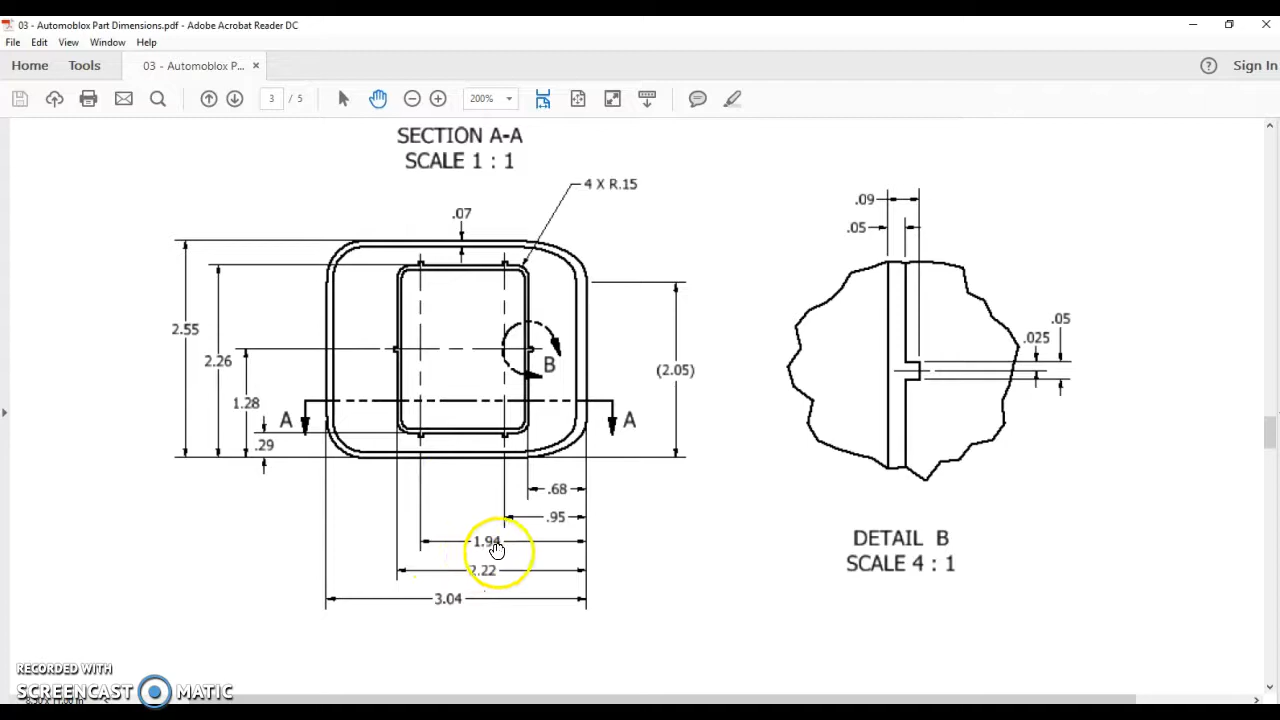 03 - Automoblox Part Dimensions.pdf - Adobe Acrobat Reader DC
File Edit View Window Help
Home Tools 03 - Automoblox P... × Sign In
3 / 5 200%
SECTION A-A
SCALE 1 : 1
4 X R.15
.07
2.55
2.26
1.28
.29
(2.05)
A
A
B
.68
.95
1.94
2.22
3.04
.09
.05
.05
.025
DETAIL B
SCALE 4 : 1
RECORDED WITH
SCREENCAST MATIC